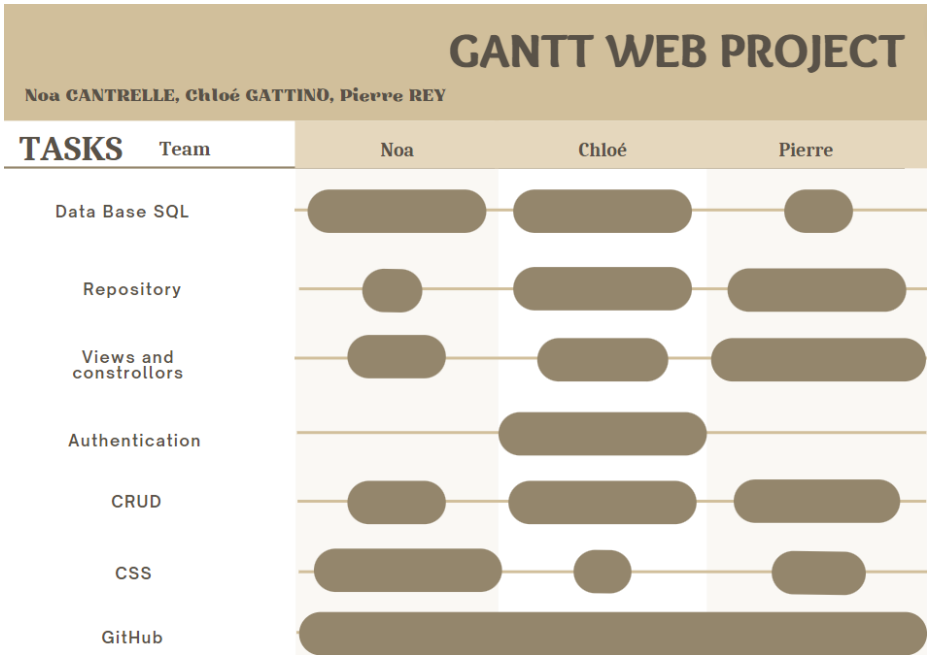 GANTT WEB PROJECT
Noa CANTRELLE, Chloé GATTINO, Pierre REY
TASKS Team Noa Chloé Pierre
Data Base SQL
Repository
Views and
constrollors
Authentication
CRUD
CSS
GitHub